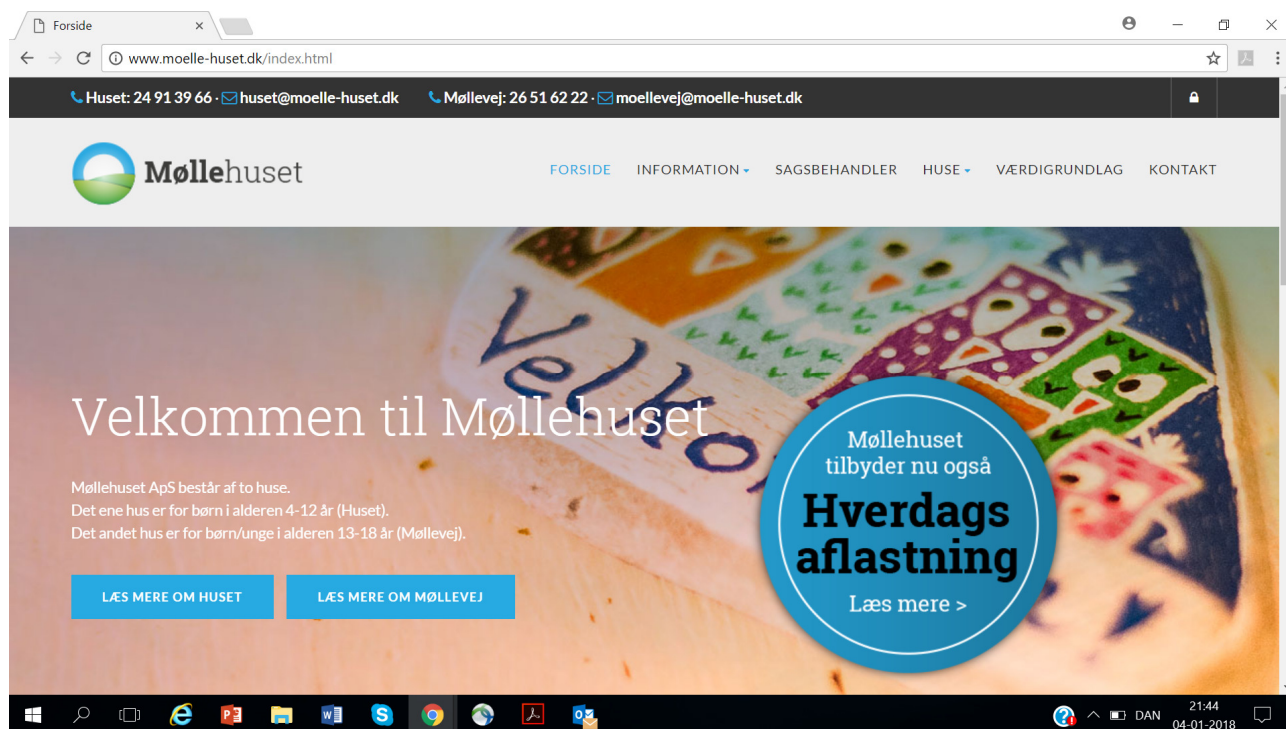 Forside
www.moelle-huset.dk/index.html
Huset: 24 91 39 66 · huset@moelle-huset.dk Møllevej: 26 51 62 22 · moellevej@moelle-huset.dk
Møllehuset
FORSIDE INFORMATION SAGSBEHANDLER HUSE VÆRDIGRUNDLAG KONTAKT
Velko
Velkommen til Møllehuset
Møllehuset ApS består af to huse.
Det ene hus er for børn i alderen 4-12 år (Huset).
Det andet hus er for børn/unge i alderen 13-18 år (Møllevej).
LÆS MERE OM HUSET LÆS MERE OM MØLLEVEJ
Møllehuset
tilbyder nu også
Hverdags
aflastning
Læs mere >
DAN
21:44
04-01-2018